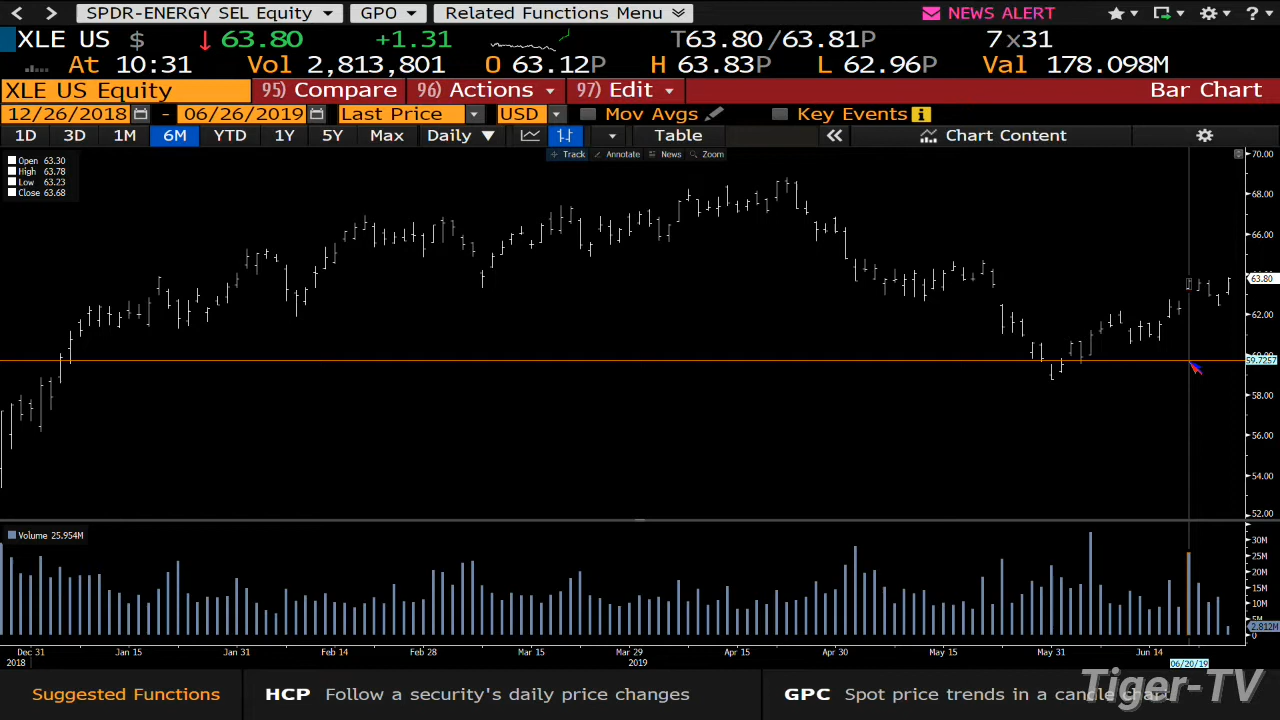 SPDR-ENERGY SEL Equity GPO Related Functions Menu NEWS ALERT ?
XLE US $ 63.80 +1.31 T63.80/63.81P 7x31
At 10:31 Vol 2,813,801 O 63.12P H 63.83P L 62.96P Val 178.098M
XLE US Equity 95) Compare 96) Actions 97) Edit Bar Chart
12/26/2018 - 06/26/2019 Last Price USD Mov Avgs Key Events i
1D 3D 1M 6M YTD 1Y 5Y Max Daily Table Chart Content
Track Annotate News Zoom
Open 63.30
High 63.78
Low 63.23
Close 63.68
70.00
68.00
66.00
63.80
62.00
59.7257
58.00
56.00
54.00
52.00
Volume 25.954M
30M
25M
20M
15M
10M
5M
2.812M
0
Dec 31 Jan 15 Jan 31 Feb 14 Feb 28 Mar 15 Mar 29 Apr 15 Apr 30 May 15 May 31 Jun 14
2018 2019 06/20/19
Suggested Functions HCP Follow a security's daily price changes GPC Spot price trends in a candle chart
Tiger-TV